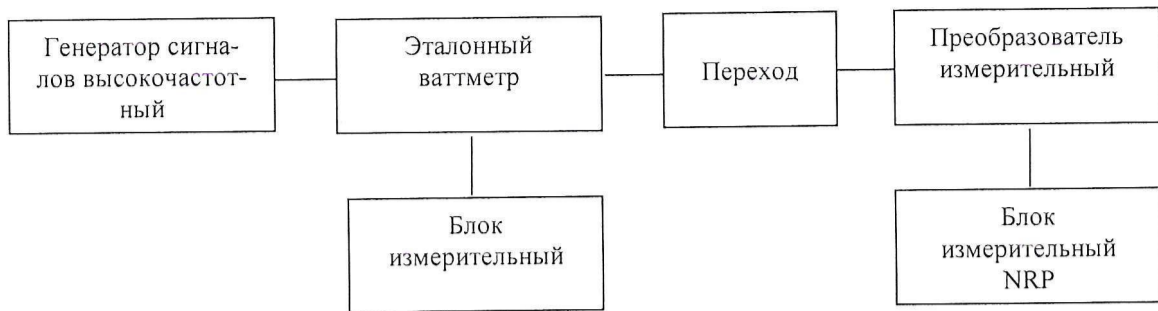 Генератор сигна-
лов высокочастот-
ный
Эталонный
ваттметр
Переход
Преобразователь
измерительный
Блок
измерительный
Блок
измерительный
NRP